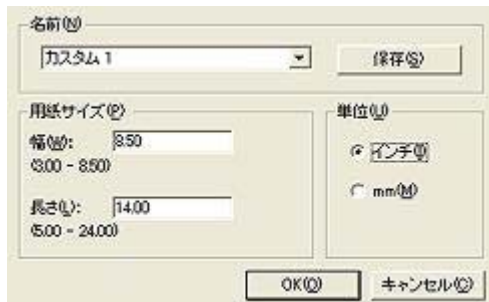 名前(N)
カスタム 1
保存(S)
用紙サイズ(P)
幅(W): 8.50
(3.00 - 8.50)
長さ(L): 14.00
(5.00 - 24.00)
単位(U)
インチ(I)
mm(M)
OK(O)
キャンセル(C)